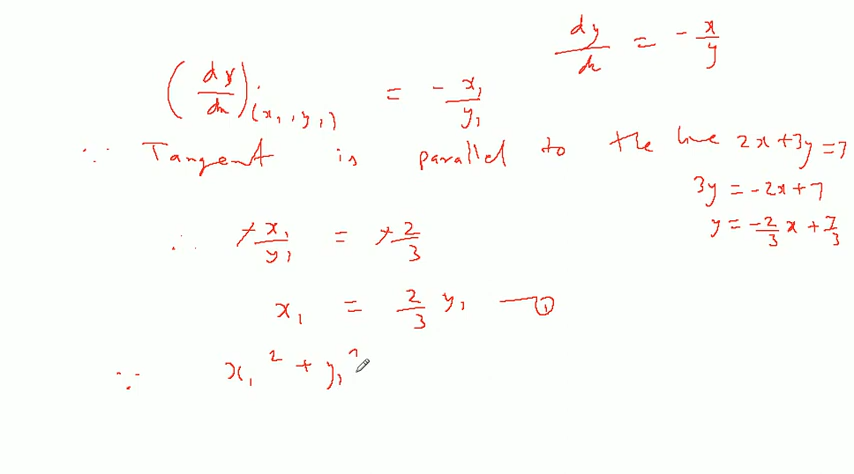 dy/dx = -x/y
(dy/dx)(x₁, y₁) = -x₁/y₁
∵ Tangent is parallel to the line 2x+3y=7
3y = -2x+7
y = -2/3 x + 7/3
∴ -x₁/y₁ = -2/3
x₁ = 2/3 y₁ —①
∵ x₁² + y₁²